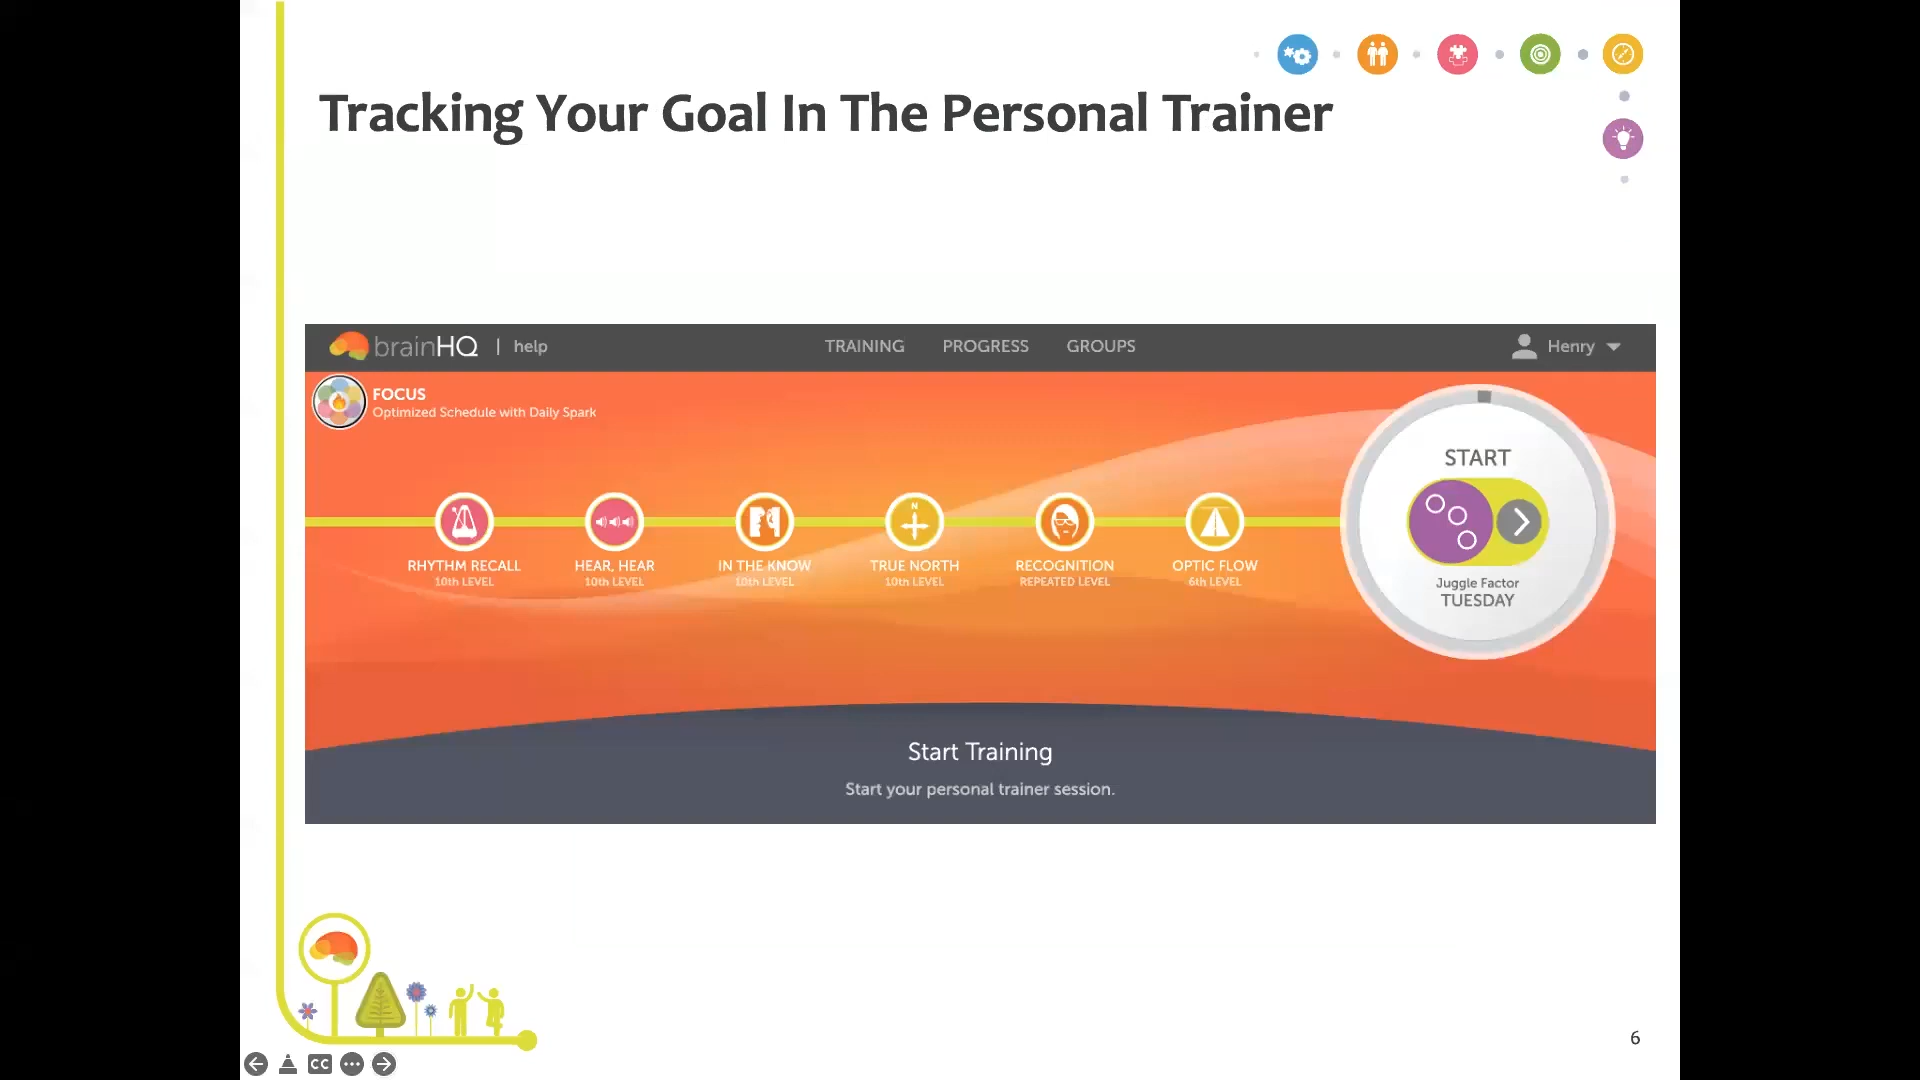 Tracking Your Goal In The Personal Trainer
brainHQ | help
TRAINING
PROGRESS
GROUPS
Henry
FOCUS
Optimized Schedule with Daily Spark
START
Juggle Factor
TUESDAY
RHYTHM RECALL
10th LEVEL
HEAR, HEAR
10th LEVEL
IN THE KNOW
10th LEVEL
N
TRUE NORTH
10th LEVEL
RECOGNITION
REPEATED LEVEL
OPTIC FLOW
6th LEVEL
Start Training
Start your personal trainer session.
6
CC